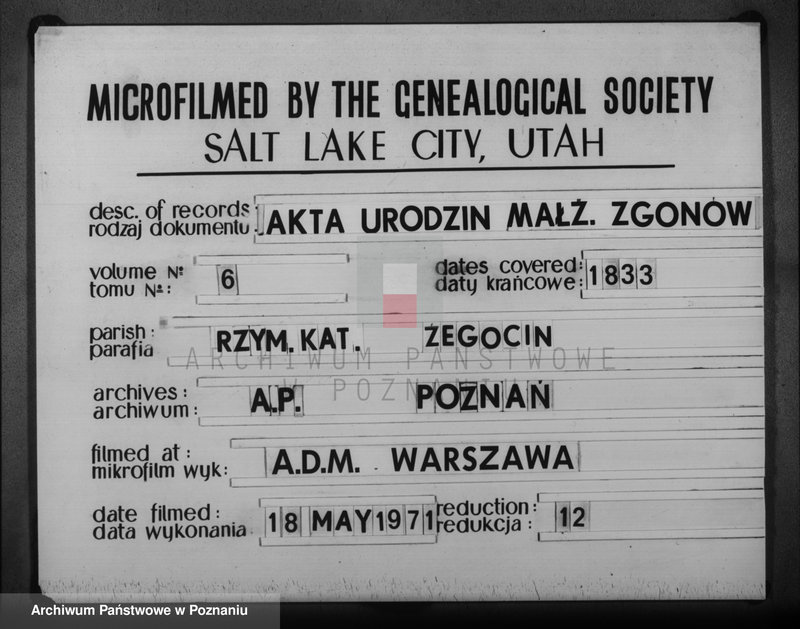 MICROFILMED BY THE GENEALOGICAL SOCIETY
SALT LAKE CITY, UTAH
desc. of records: AKTA URODZIN MAŁŻ. ZGONÓW
rodzaj dokumentu:
volume Nº 6 dates covered: 1833
tomu Nº: daty krańcowe:
parish: RZYM. KAT. ŻEGOCIN
parafia
ARCHIWUM PAŃSTWOWE
W POZNANIU
archives: A.P. POZNAŃ
archiwum:
filmed at: A.D.M. WARSZAWA
mikrofilm wyk:
date filmed: 18 MAY 1971 reduction: 12
data wykonania redukcja:
Archiwum Państwowe w Poznaniu